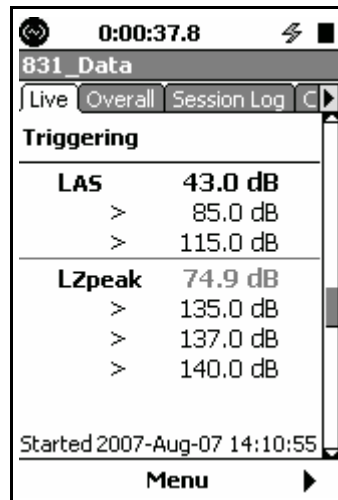 0:00:37.8
831_Data
Live Overall Session Log C
Triggering
LAS 43.0 dB
> 85.0 dB
> 115.0 dB
LZpeak 74.9 dB
> 135.0 dB
> 137.0 dB
> 140.0 dB
Started 2007-Aug-07 14:10:55
Menu